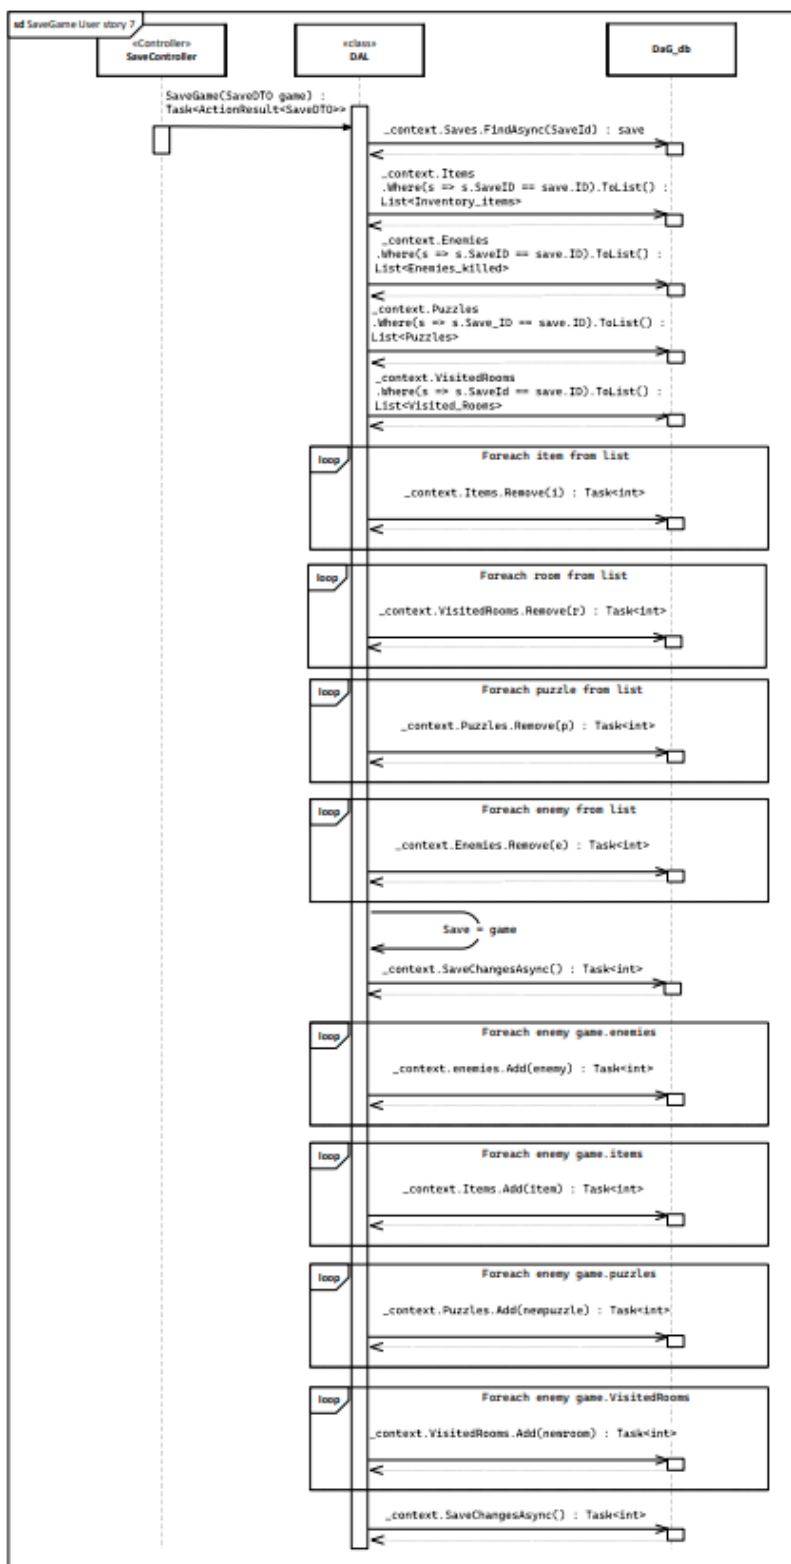 sd SaveGame User story 7
«Controller»
SaveController
«class»
DAL
DaG_db
SaveGame(SaveDTO game) :
Task<ActionResult<SaveDTO>>
_context.Saves.FindAsync(SaveId) : save
_context.Items
.Where(s => s.SaveID == save.ID).ToList() :
List<Inventory_items>
_context.Enemies
.Where(s => s.SaveID == save.ID).ToList() :
List<Enemies_killed>
_context.Puzzles
.Where(s => s.Save_ID == save.ID).ToList() :
List<Puzzles>
_context.VisitedRooms
.Where(s => s.SaveId == save.ID).ToList() :
List<Visited_Rooms>
loop
Foreach item from list
_context.Items.Remove(i) : Task<int>
loop
Foreach room from list
_context.VisitedRooms.Remove(r) : Task<int>
loop
Foreach puzzle from list
_context.Puzzles.Remove(p) : Task<int>
loop
Foreach enemy from list
_context.Enemies.Remove(e) : Task<int>
Save = game
_context.SaveChangesAsync() : Task<int>
loop
Foreach enemy game.enemies
_context.enemies.Add(enemy) : Task<int>
loop
Foreach enemy game.items
_context.Items.Add(item) : Task<int>
loop
Foreach enemy game.puzzles
_context.Puzzles.Add(newpuzzle) : Task<int>
loop
Foreach enemy game.VisitedRooms
_context.VisitedRooms.Add(newroom) : Task<int>
_context.SaveChangesAsync() : Task<int>